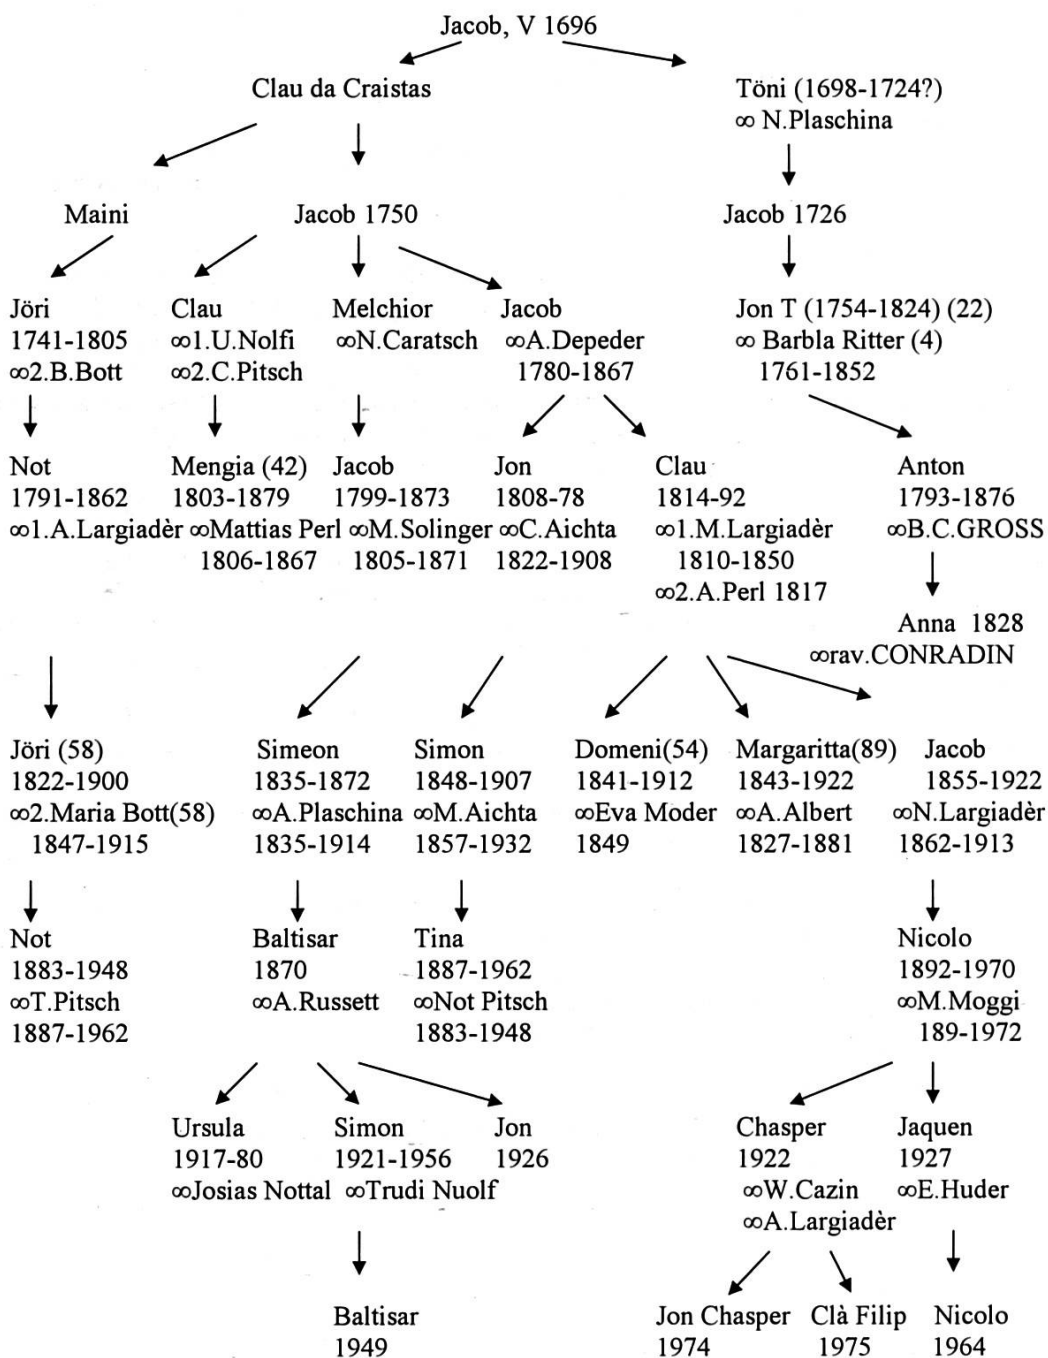 Jacob, V 1696
Clau da Craistas
Töni (1698-1724?)
∞ N.Plaschina
Maini
Jacob 1750
Jacob 1726
Jöri
1741-1805
∞2.B.Bott
Clau
∞1.U.Nolfi
∞2.C.Pitsch
Melchior
∞N.Caratsch
Jacob
∞A.Depeder
1780-1867
Jon T (1754-1824) (22)
∞ Barbla Ritter (4)
1761-1852
Not
1791-1862
∞1.A.Largiadèr
Mengia (42)
1803-1879
∞Mattias Perl
1806-1867
Jacob
1799-1873
∞M.Solinger
1805-1871
Jon
1808-78
∞C.Aichta
1822-1908
Clau
1814-92
∞1.M.Largiadèr
1810-1850
∞2.A.Perl 1817
Anton
1793-1876
∞B.C.GROSS
Anna 1828
∞rav.CONRADIN
Jöri (58)
1822-1900
∞2.Maria Bott(58)
1847-1915
Simeon
1835-1872
∞A.Plaschina
1835-1914
Simon
1848-1907
∞M.Aichta
1857-1932
Domeni(54)
1841-1912
∞Eva Moder
1849
Margaritta(89)
1843-1922
∞A.Albert
1827-1881
Jacob
1855-1922
∞N.Largiadèr
1862-1913
Not
1883-1948
∞T.Pitsch
1887-1962
Baltisar
1870
∞A.Russett
Tina
1887-1962
∞Not Pitsch
1883-1948
Nicolo
1892-1970
∞M.Moggi
189-1972
Ursula
1917-80
∞Josias Nottal
Simon
1921-1956
∞Trudi Nuolf
Jon
1926
Chasper
1922
∞W.Cazin
∞A.Largiadèr
Jaquen
1927
∞E.Huder
Baltisar
1949
Jon Chasper
1974
Clà Filip
1975
Nicolo
1964